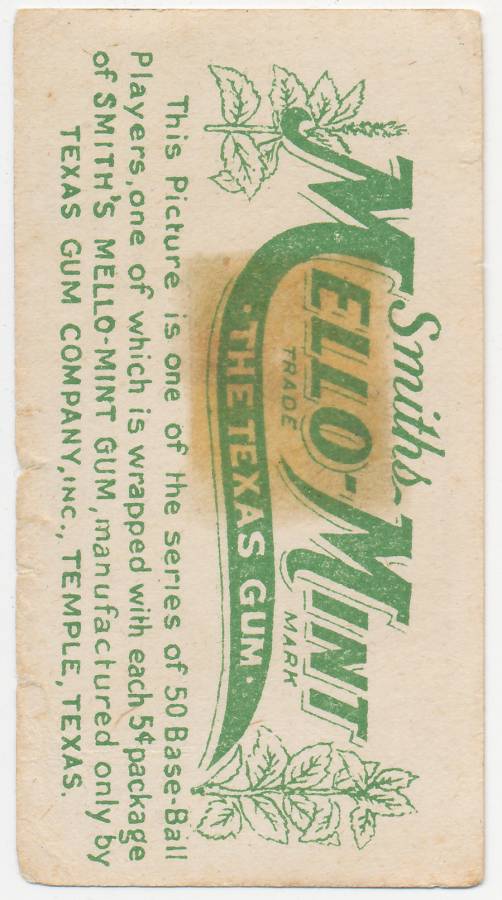 Smith's
MELLO-MINT
TRADE MARK
· THE TEXAS GUM ·
This Picture is one of the series of 50 Base-Ball
Players, one of which is wrapped with each 5¢ package
of SMITH'S MELLO-MINT GUM, manufactured only by
TEXAS GUM COMPANY, INC., TEMPLE, TEXAS.